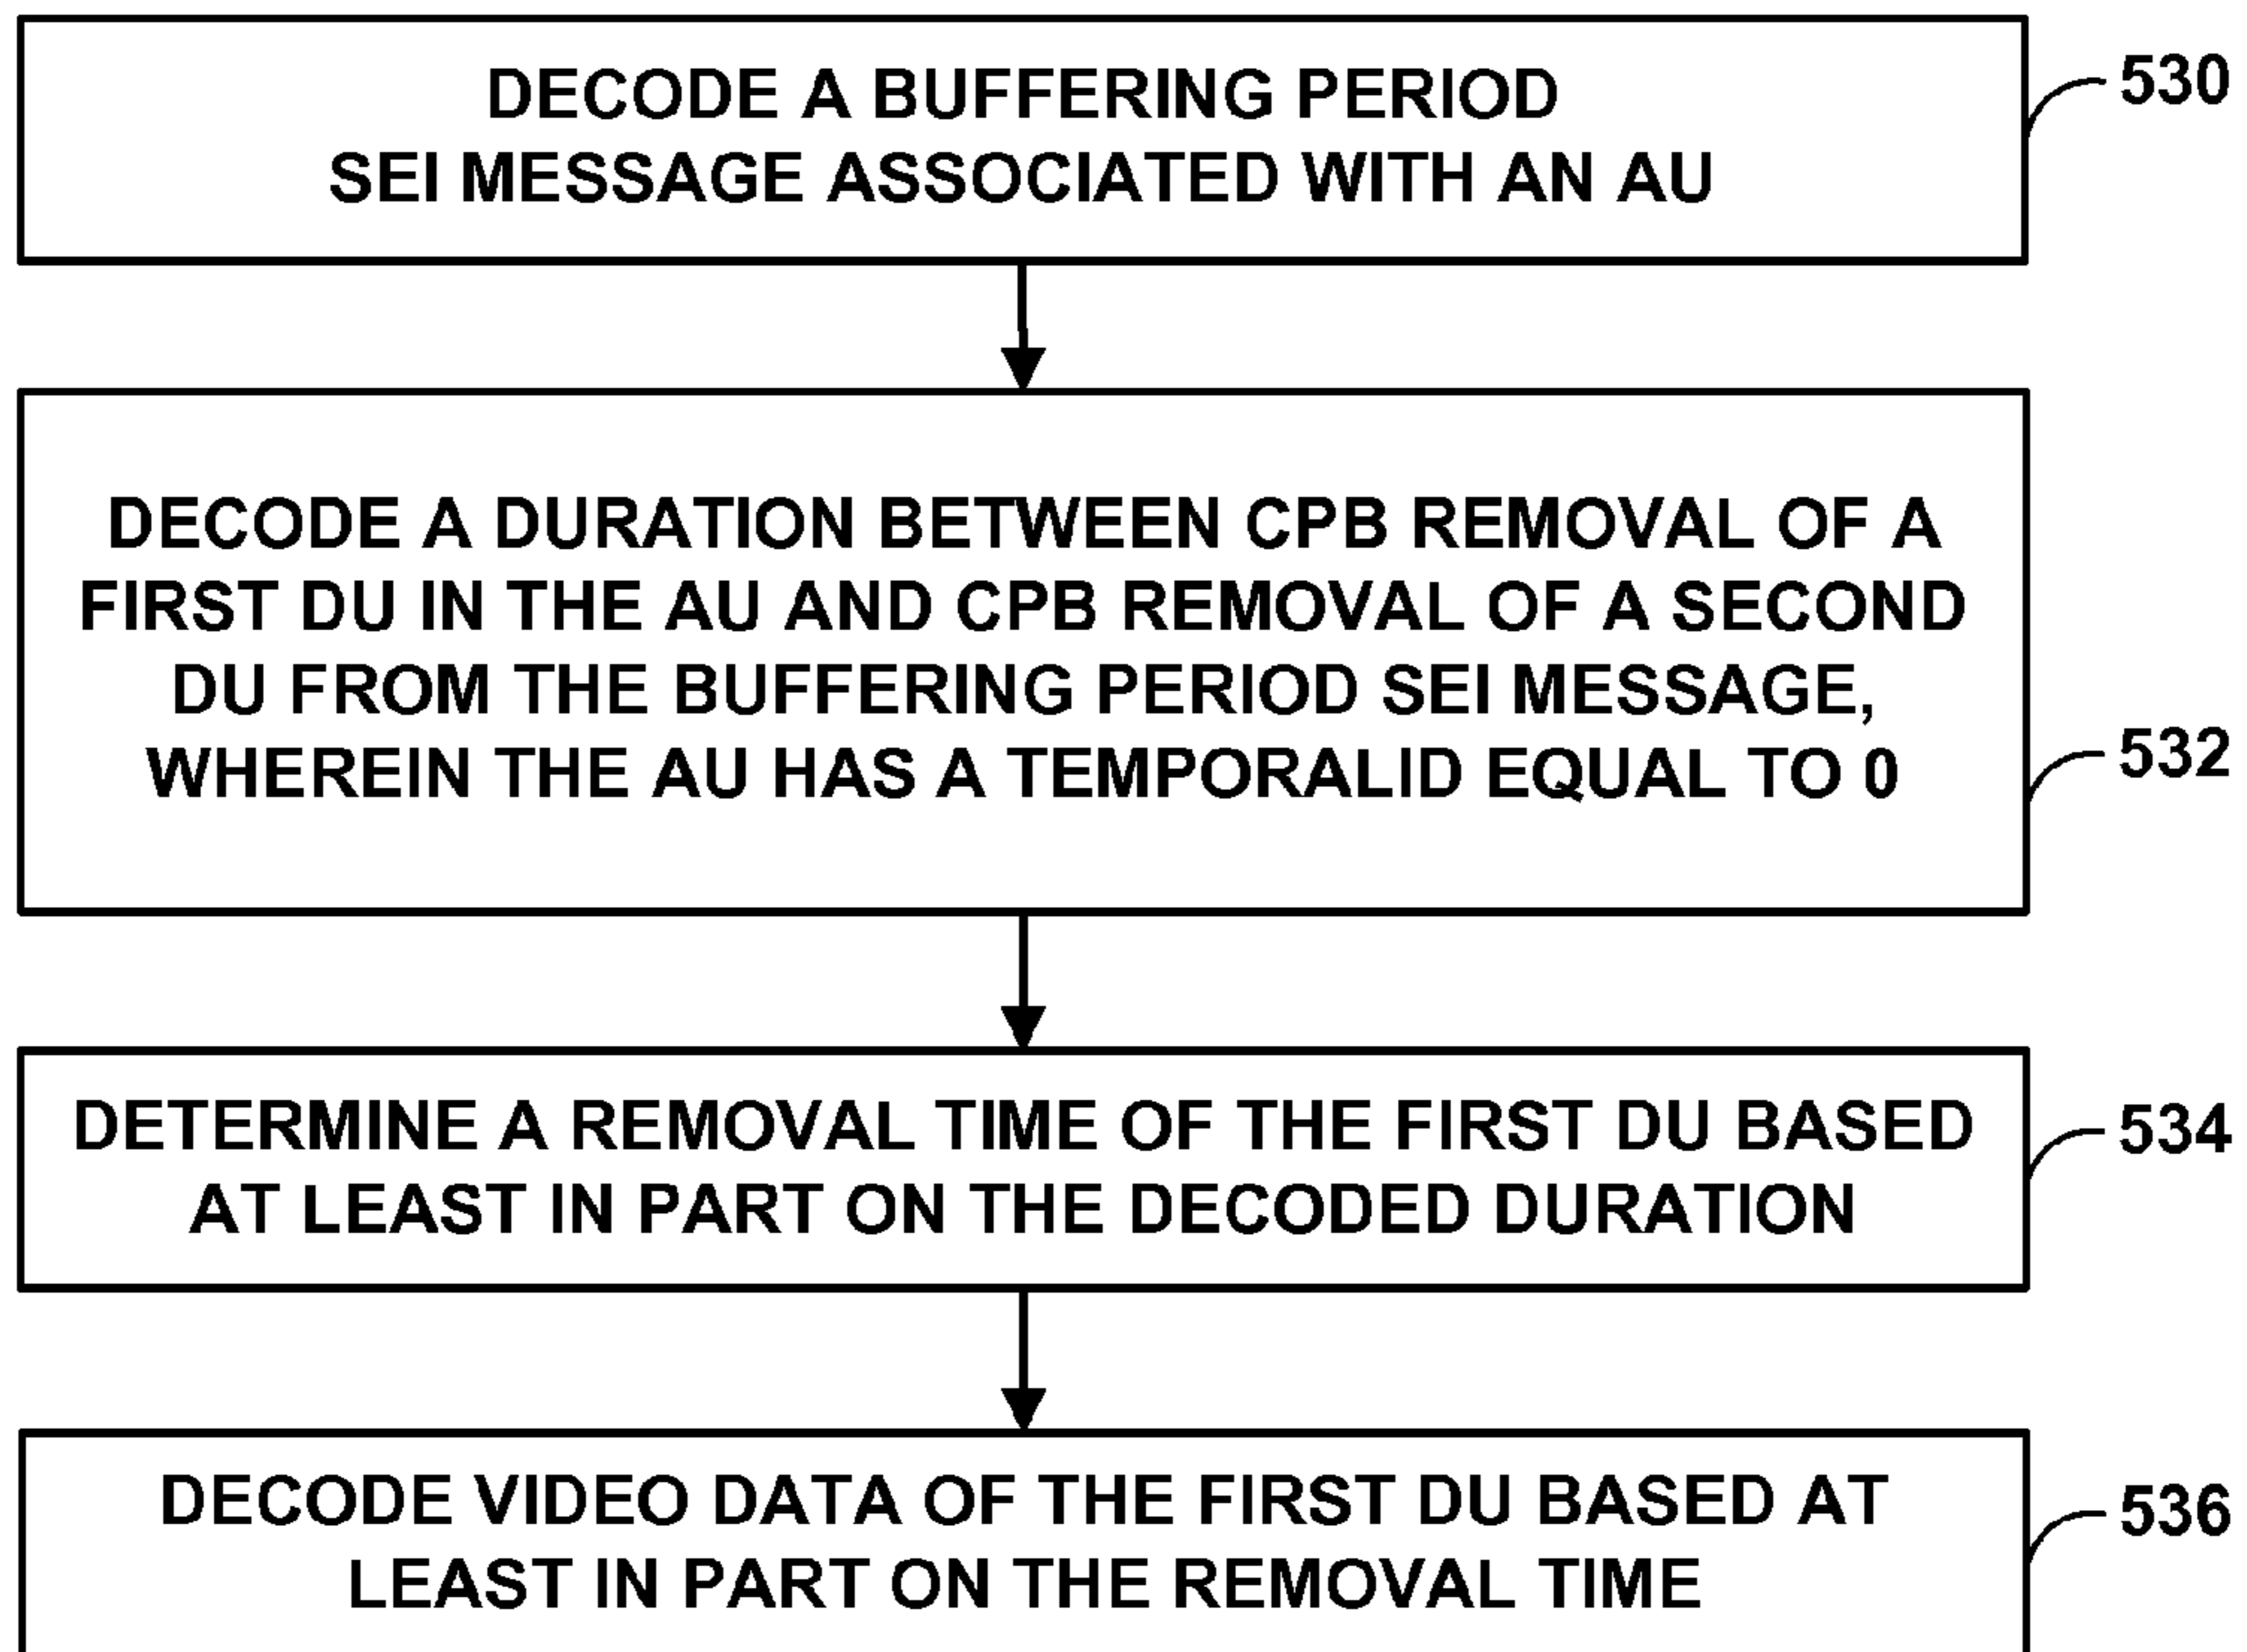 DECODE A BUFFERING PERIOD
SEI MESSAGE ASSOCIATED WITH AN AU
530
DECODE A DURATION BETWEEN CPB REMOVAL OF A
FIRST DU IN THE AU AND CPB REMOVAL OF A SECOND
DU FROM THE BUFFERING PERIOD SEI MESSAGE,
WHEREIN THE AU HAS A TEMPORALID EQUAL TO 0
532
DETERMINE A REMOVAL TIME OF THE FIRST DU BASED
AT LEAST IN PART ON THE DECODED DURATION
534
DECODE VIDEO DATA OF THE FIRST DU BASED AT
LEAST IN PART ON THE REMOVAL TIME
536